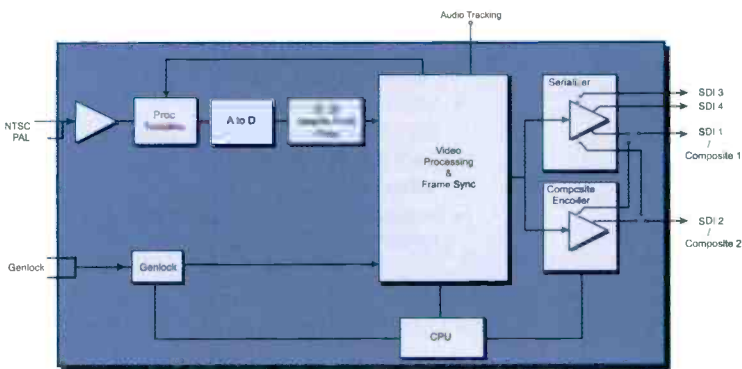 Audio Tracking
Serializer
SDI 3
SDI 4
SDI 1
/
Composite 1
NTSC
PAL
Proc
A to D
Video
Processing
&
Frame Sync
Composite
Encoder
SDI 2
/
Composite 2
Genlock
Genlock
CPU